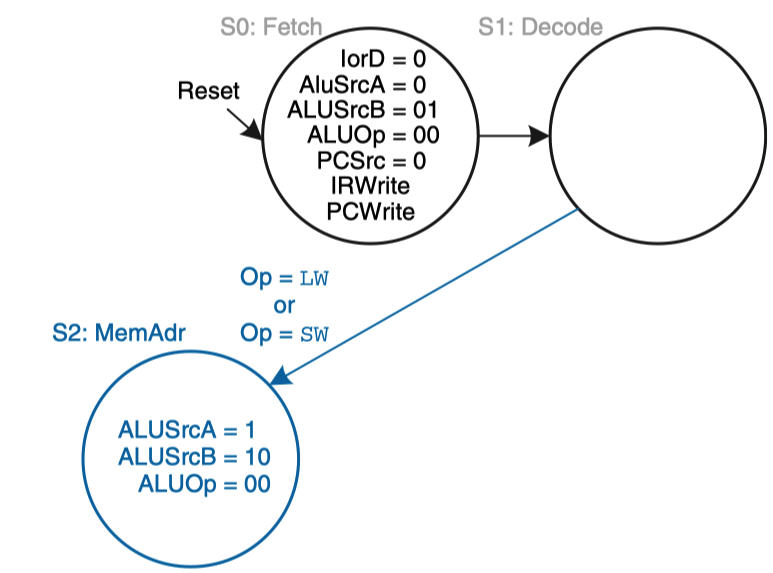 S0: Fetch
S1: Decode
Reset
IorD = 0
AluSrcA = 0
ALUSrcB = 01
ALUOp = 00
PCSrc = 0
IRWrite
PCWrite
Op = LW
or
Op = SW
S2: MemAdr
ALUSrcA = 1
ALUSrcB = 10
ALUOp = 00